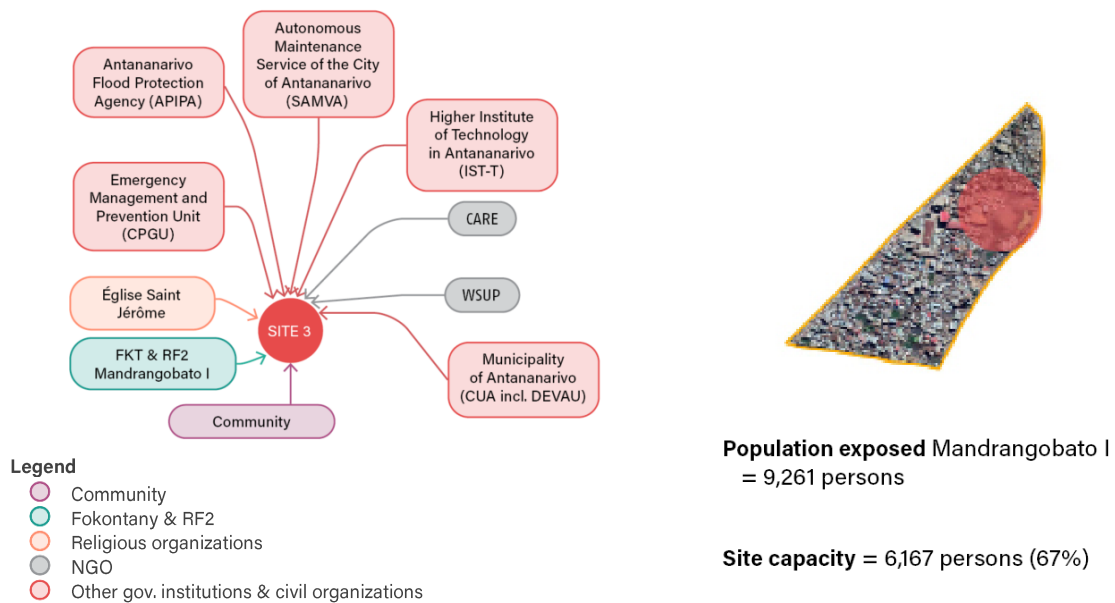 Autonomous
Maintenance
Service of the City
of Antananarivo
(SAMVA)
Antananarivo
Flood Protection
Agency (APIPA)
Higher Institute
of Technology
in Antananarivo
(IST-T)
Emergency
Management and
Prevention Unit
(CPGU)
CARE
Église Saint
Jérôme
WSUP
SITE 3
FKT & RF2
Mandrangobato I
Municipality
of Antananarivo
(CUA incl. DEVAU)
Community
Legend
Community
Fokontany & RF2
Religious organizations
NGO
Other gov. institutions & civil organizations
Population exposed Mandrangobato I
= 9,261 persons
Site capacity = 6,167 persons (67%)